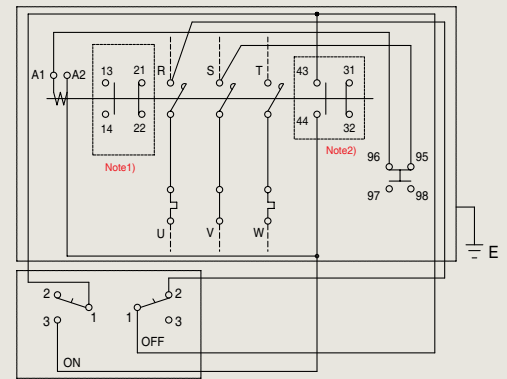 A1 A2 13 21 R S T 43 31
14 22 44 32
Note1) Note2)
96 95
97 98
U V W
E
2 1 3 ON
1 2 3 OFF